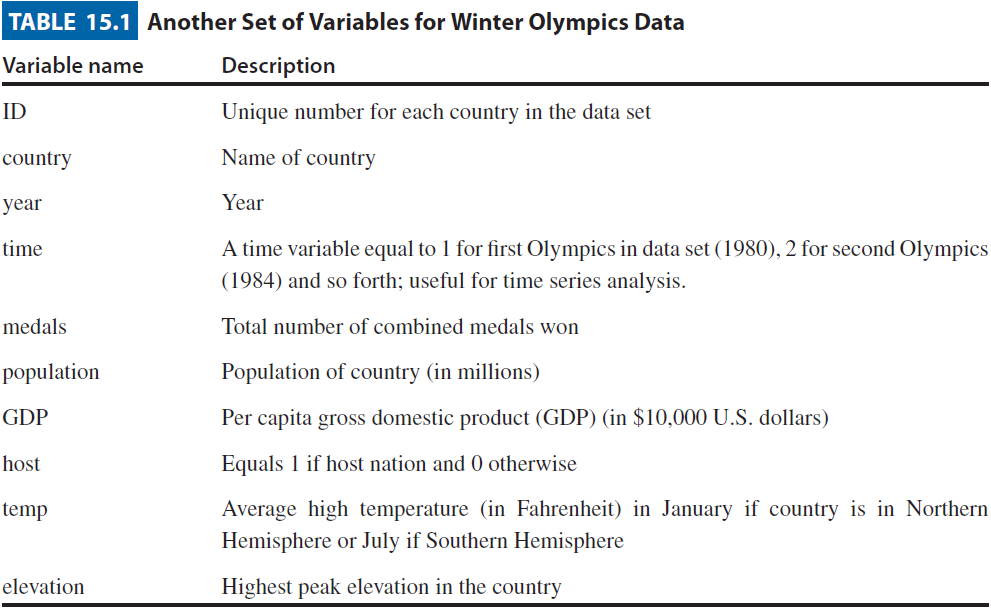 TABLE 15.1 Another Set of Variables for Winter Olympics Data
Variable name Description
ID Unique number for each country in the data set
country Name of country
year Year
time A time variable equal to 1 for first Olympics in data set (1980), 2 for second Olympics
(1984) and so forth; useful for time series analysis.
medals Total number of combined medals won
population Population of country (in millions)
GDP Per capita gross domestic product (GDP) (in $10,000 U.S. dollars)
host Equals 1 if host nation and 0 otherwise
temp Average high temperature (in Fahrenheit) in January if country is in Northern
Hemisphere or July if Southern Hemisphere
elevation Highest peak elevation in the country